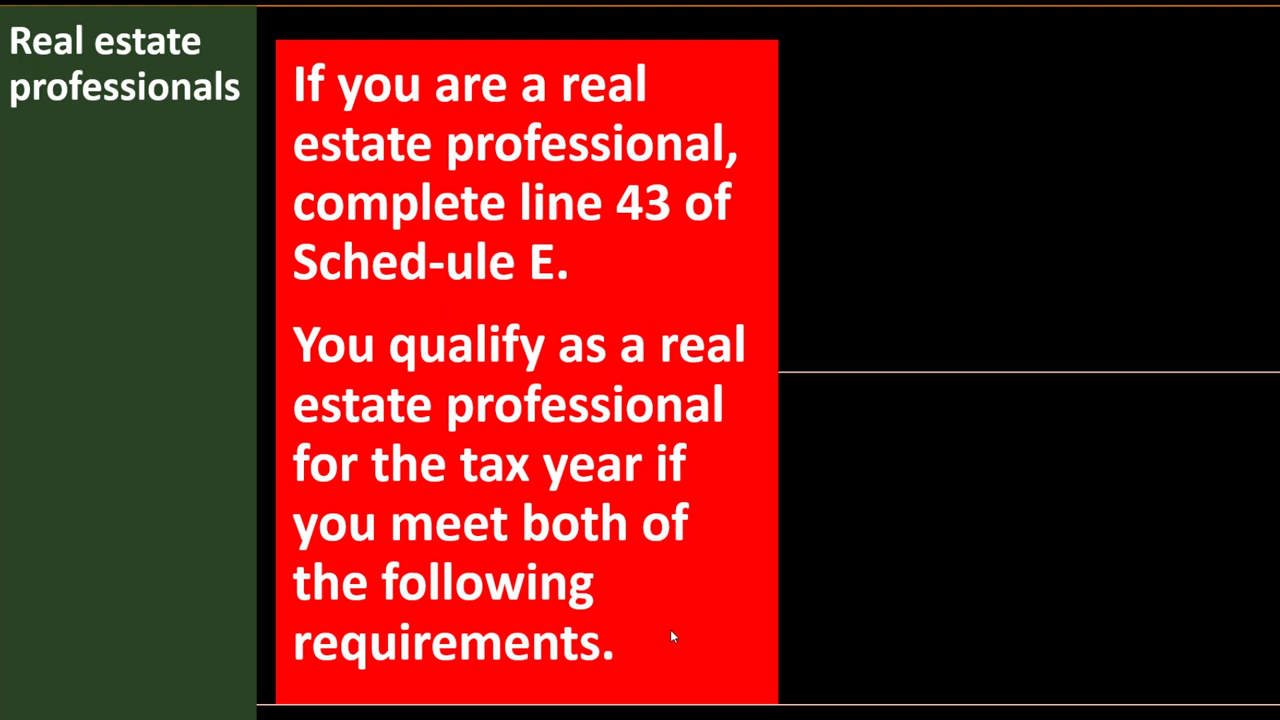 Real estate
professionals
If you are a real
estate professional,
complete line 43 of
Sched-ule E.
You qualify as a real
estate professional
for the tax year if
you meet both of
the following
requirements.